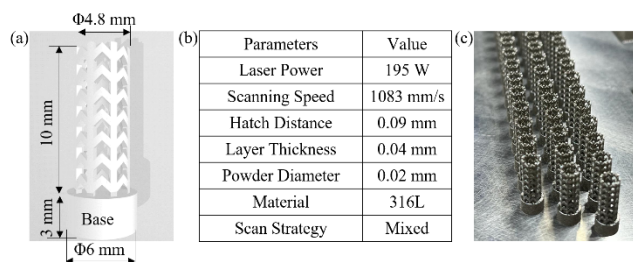 (a)
Φ4.8 mm
10 mm
3 mm
Base
Φ6 mm
(b)
Parameters Value
Laser Power 195 W
Scanning Speed 1083 mm/s
Hatch Distance 0.09 mm
Layer Thickness 0.04 mm
Powder Diameter 0.02 mm
Material 316L
Scan Strategy Mixed
(c)